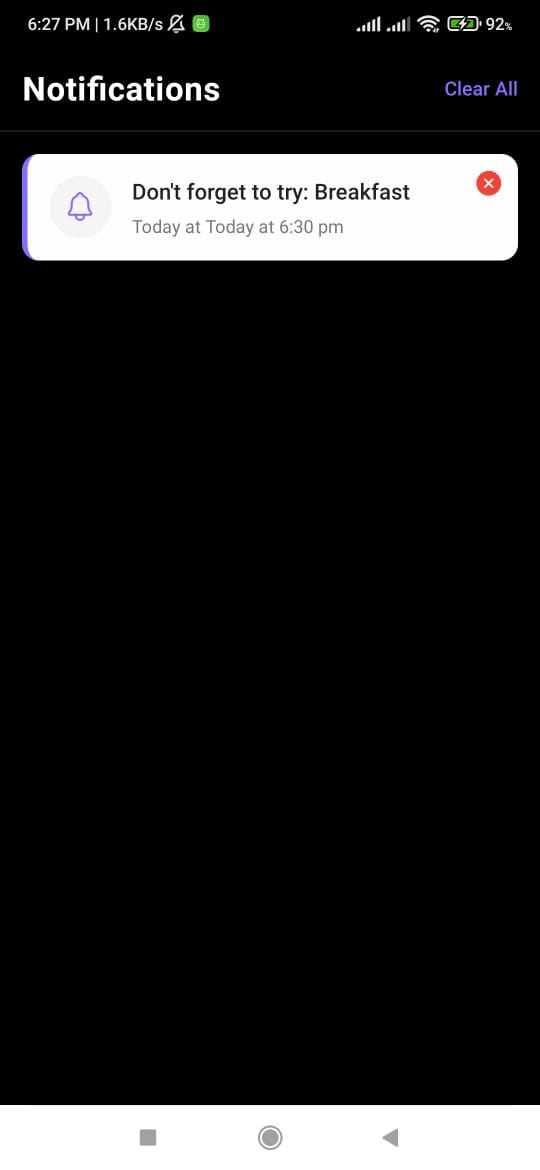 6:27 PM | 1.6KB/s 92%
Notifications Clear All
Don't forget to try: Breakfast
Today at Today at 6:30 pm